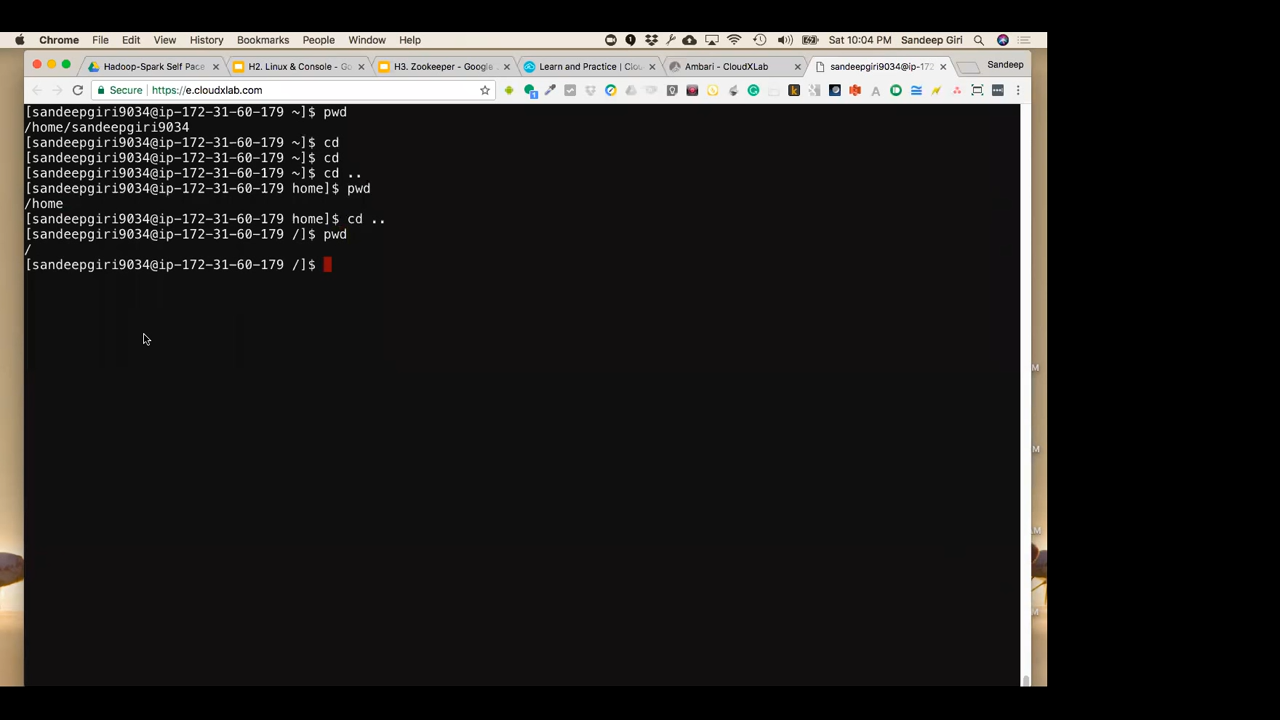 Chrome File Edit View History Bookmarks People Window Help Sat 10:04 PM Sandeep Giri
Hadoop-Spark Self Pace × H2. Linux & Console - Go × H3. Zookeeper - Google × Learn and Practice | Clou × Ambari - CloudXLab × sandeepgiri9034@ip-172 × Sandeep
Secure https://e.cloudxlab.com
[sandeepgiri9034@ip-172-31-60-179 ~]$ pwd
/home/sandeepgiri9034
[sandeepgiri9034@ip-172-31-60-179 ~]$ cd
[sandeepgiri9034@ip-172-31-60-179 ~]$ cd
[sandeepgiri9034@ip-172-31-60-179 ~]$ cd ..
[sandeepgiri9034@ip-172-31-60-179 home]$ pwd
/home
[sandeepgiri9034@ip-172-31-60-179 home]$ cd ..
[sandeepgiri9034@ip-172-31-60-179 /]$ pwd
/
[sandeepgiri9034@ip-172-31-60-179 /]$